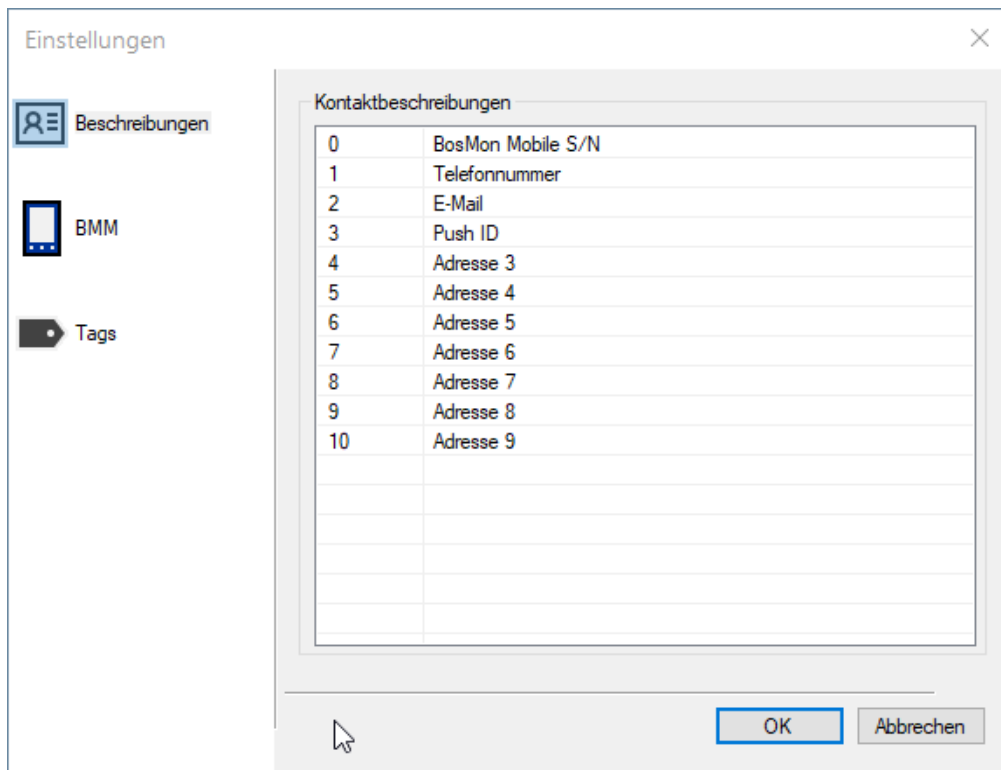 Einstellungen
Beschreibungen
BMM
Tags
Kontaktbeschreibungen
0 BosMon Mobile S/N
1 Telefonnummer
2 E-Mail
3 Push ID
4 Adresse 3
5 Adresse 4
6 Adresse 5
7 Adresse 6
8 Adresse 7
9 Adresse 8
10 Adresse 9
OK Abbrechen